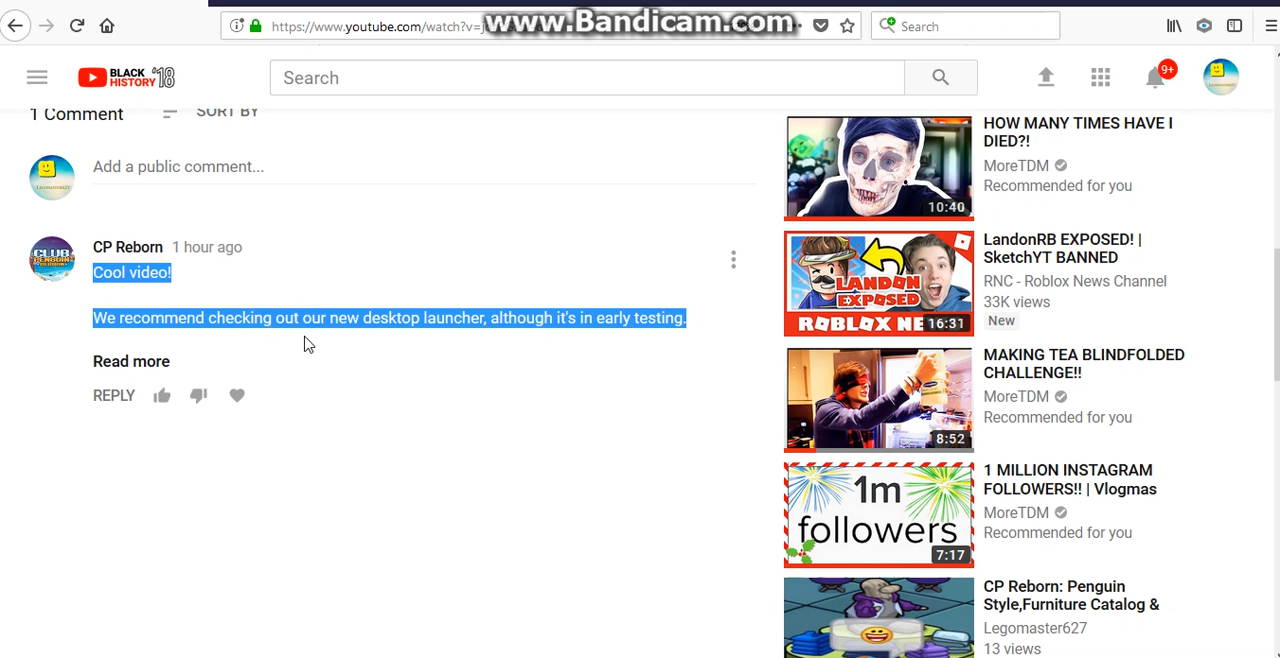 www.Bandicam.com
https://www.youtube.com/watch?v=j
Search
BLACK HISTORY '18
Search
9+
1 Comment
SORT BY
Add a public comment...
CP Reborn 1 hour ago
Cool video!
We recommend checking out our new desktop launcher, although it's in early testing.
Read more
REPLY
HOW MANY TIMES HAVE I
DIED?!
MoreTDM
Recommended for you
10:40
LandonRB EXPOSED! |
SketchYT BANNED
RNC - Roblox News Channel
33K views
New
LANDON
EXPOSED
ROBLOX NE
16:31
MAKING TEA BLINDFOLDED
CHALLENGE!!
MoreTDM
Recommended for you
8:52
1 MILLION INSTAGRAM
FOLLOWERS!! | Vlogmas
MoreTDM
Recommended for you
1m
followers
7:17
CP Reborn: Penguin
Style,Furniture Catalog &
Legomaster627
13 views
CLUB
PENGUIN